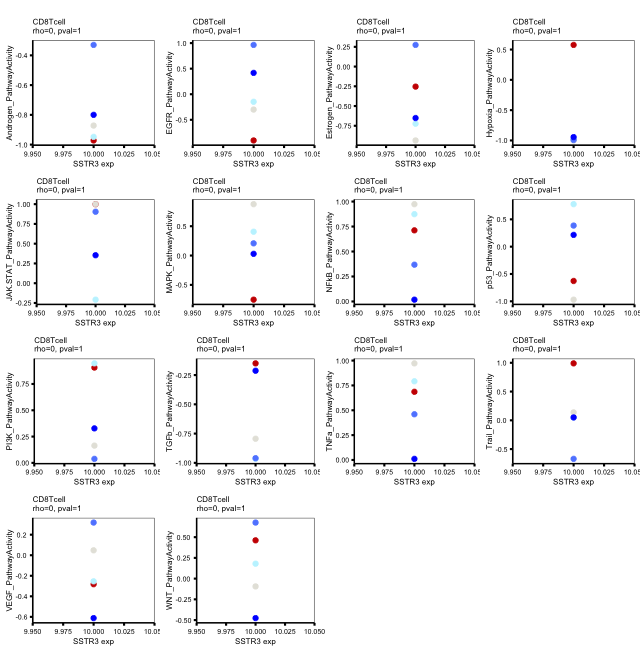 CD8Tcell
rho=0, pval=1
Androgen_PathwayActivity
-0.4
-0.6
-0.8
-1.0
9.950 9.975 10.000 10.025 10.05
SSTR3 exp
CD8Tcell
rho=0, pval=1
EGFR_PathwayActivity
1.0
0.5
0.0
-0.5
9.950 9.975 10.000 10.025 10.05
SSTR3 exp
CD8Tcell
rho=0, pval=1
Estrogen_PathwayActivity
0.25
0.00
-0.25
-0.50
-0.75
9.950 9.975 10.000 10.025 10.05
SSTR3 exp
CD8Tcell
rho=0, pval=1
Hypoxia_PathwayActivity
0.5
0.0
-0.5
-1.0
9.950 9.975 10.000 10.025 10.05
SSTR3 exp
CD8Tcell
rho=0, pval=1
JAK.STAT_PathwayActivity
1.00
0.75
0.50
0.25
0.00
-0.25
9.950 9.975 10.000 10.025 10.05
SSTR3 exp
CD8Tcell
rho=0, pval=1
MAPK_PathwayActivity
0.5
0.0
-0.5
9.950 9.975 10.000 10.025 10.05
SSTR3 exp
CD8Tcell
rho=0, pval=1
NFkB_PathwayActivity
1.00
0.75
0.50
0.25
0.00
9.950 9.975 10.000 10.025 10.05
SSTR3 exp
CD8Tcell
rho=0, pval=1
p53_PathwayActivity
0.5
0.0
-0.5
-1.0
9.950 9.975 10.000 10.025 10.05
SSTR3 exp
CD8Tcell
rho=0, pval=1
PI3K_PathwayActivity
0.75
0.50
0.25
0.00
9.950 9.975 10.000 10.025 10.05
SSTR3 exp
CD8Tcell
rho=0, pval=1
TGFb_PathwayActivity
-0.25
-0.50
-0.75
-1.00
9.950 9.975 10.000 10.025 10.05
SSTR3 exp
CD8Tcell
rho=0, pval=1
TNFa_PathwayActivity
1.00
0.75
0.50
0.25
0.00
9.950 9.975 10.000 10.025 10.05
SSTR3 exp
CD8Tcell
rho=0, pval=1
Trail_PathwayActivity
1.0
0.5
0.0
-0.5
9.950 9.975 10.000 10.025 10.05
SSTR3 exp
CD8Tcell
rho=0, pval=1
VEGF_PathwayActivity
0.2
0.0
-0.2
-0.4
-0.6
9.950 9.975 10.000 10.025 10.05
SSTR3 exp
CD8Tcell
rho=0, pval=1
WNT_PathwayActivity
0.50
0.25
0.00
-0.25
-0.50
9.950 9.975 10.000 10.025 10.050
SSTR3 exp